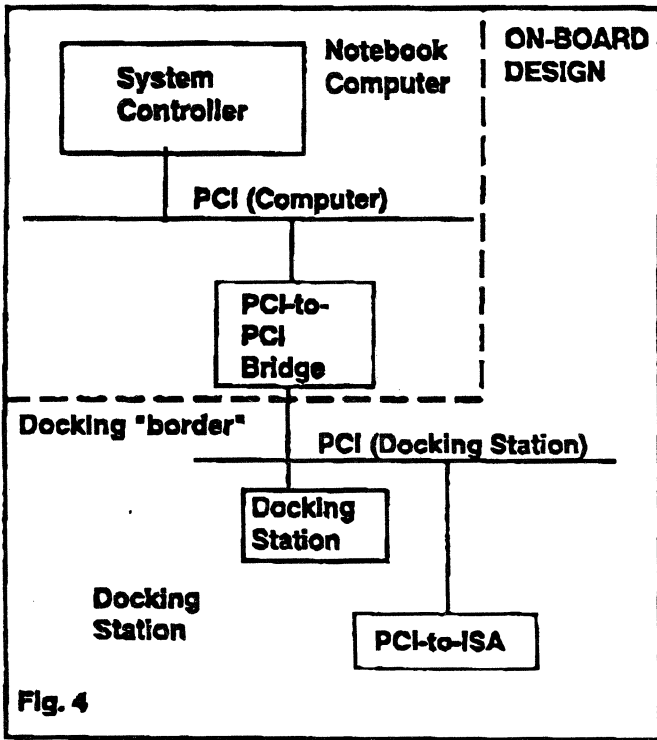 System
Controller
Notebook
Computer
ON-BOARD
DESIGN
PCI (Computer)
PCI-to-
PCI
Bridge
Docking "border"
PCI (Docking Station)
Docking
Station
Docking
Station
PCI-to-ISA
Fig. 4